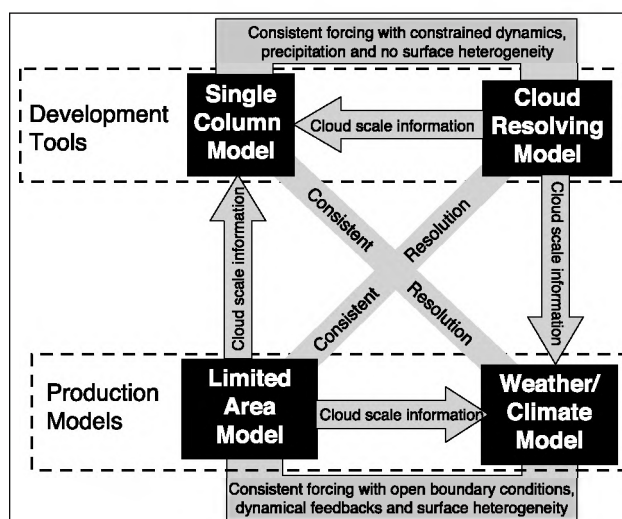 Consistent forcing with constrained dynamics,
precipitation and no surface heterogeneity
Development
Tools
Single
Column
Model
Cloud scale information
Cloud
Resolving
Model
Cloud scale information
Consistent
Resolution
Consistent
Resolution
Cloud scale information
Production
Models
Limited
Area
Model
Cloud scale information
Weather/
Climate
Model
Consistent forcing with open boundary conditions,
dynamical feedbacks and surface heterogeneity